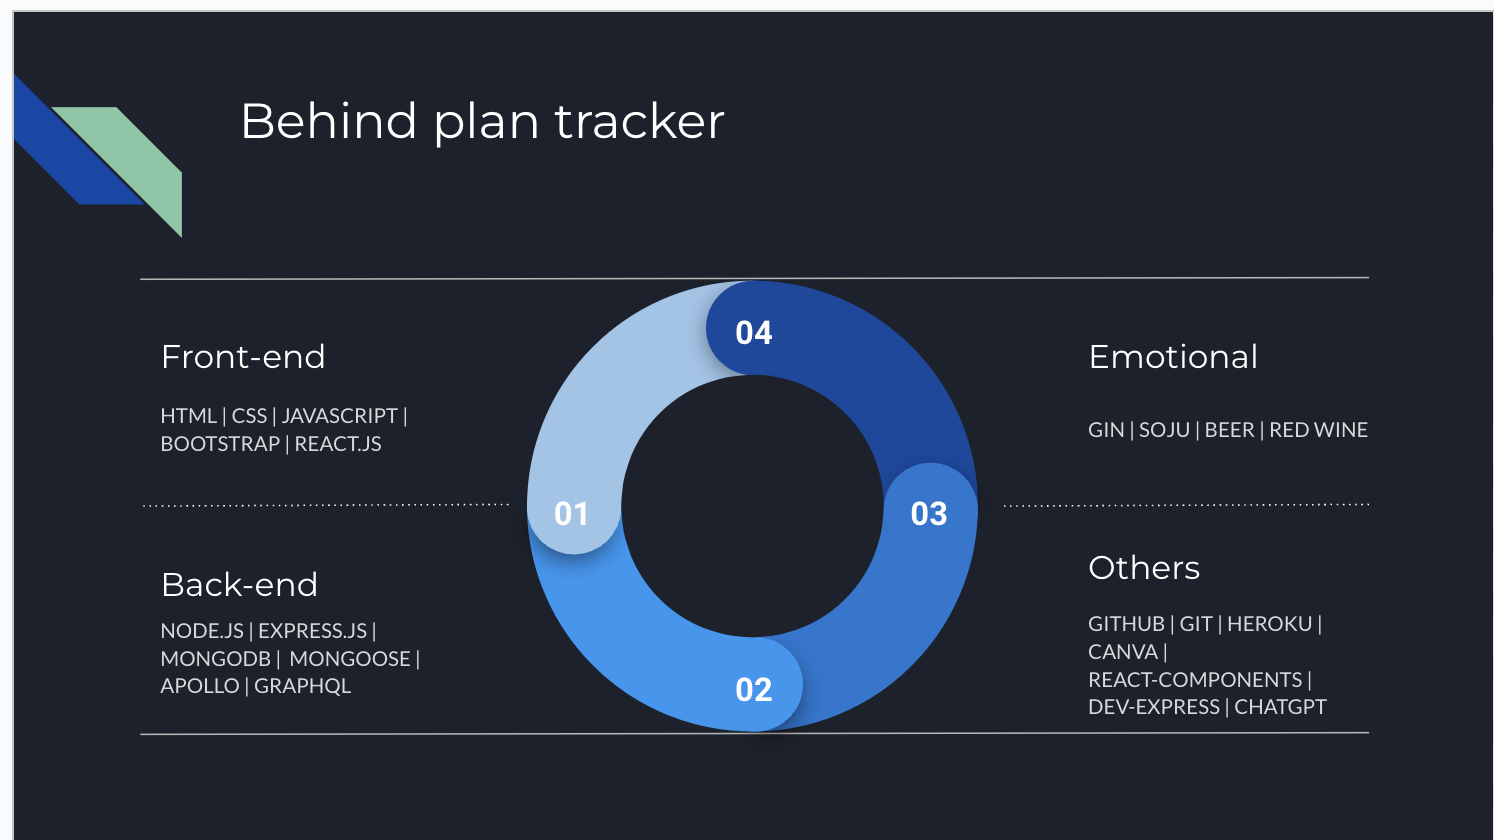 Behind plan tracker
Front-end
HTML | CSS | JAVASCRIPT |
BOOTSTRAP | REACT.JS
Back-end
NODE.JS | EXPRESS.JS |
MONGODB | MONGOOSE |
APOLLO | GRAPHQL
04
01
03
02
Emotional
GIN | SOJU | BEER | RED WINE
Others
GITHUB | GIT | HEROKU |
CANVA |
REACT-COMPONENTS |
DEV-EXPRESS | CHATGPT